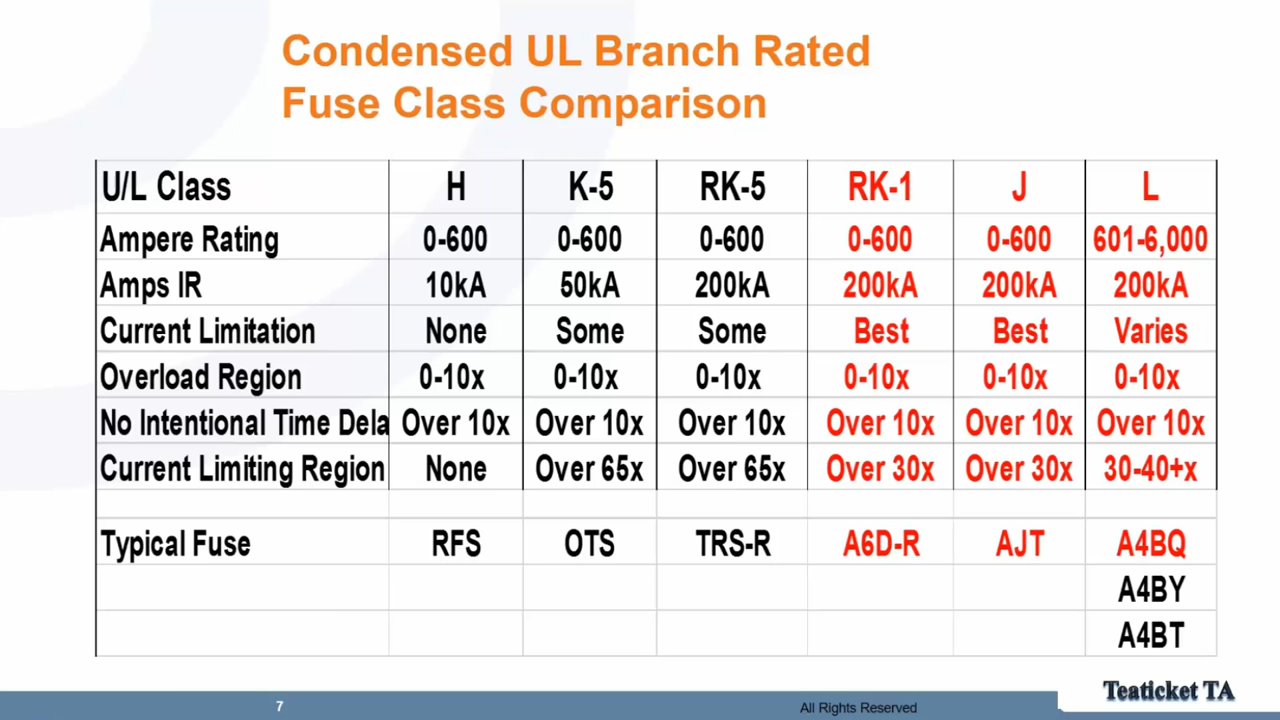 Condensed UL Branch Rated
Fuse Class Comparison
U/L Class H K-5 RK-5 RK-1 J L
Ampere Rating 0-600 0-600 0-600 0-600 0-600 601-6,000
Amps IR 10kA 50kA 200kA 200kA 200kA 200kA
Current Limitation None Some Some Best Best Varies
Overload Region 0-10x 0-10x 0-10x 0-10x 0-10x 0-10x
No Intentional Time Dela Over 10x Over 10x Over 10x Over 10x Over 10x Over 10x
Current Limiting Region None Over 65x Over 65x Over 30x Over 30x 30-40+x
Typical Fuse RFS OTS TRS-R A6D-R AJT A4BQ
A4BY
A4BT
Teaticket TA
7 All Rights Reserved